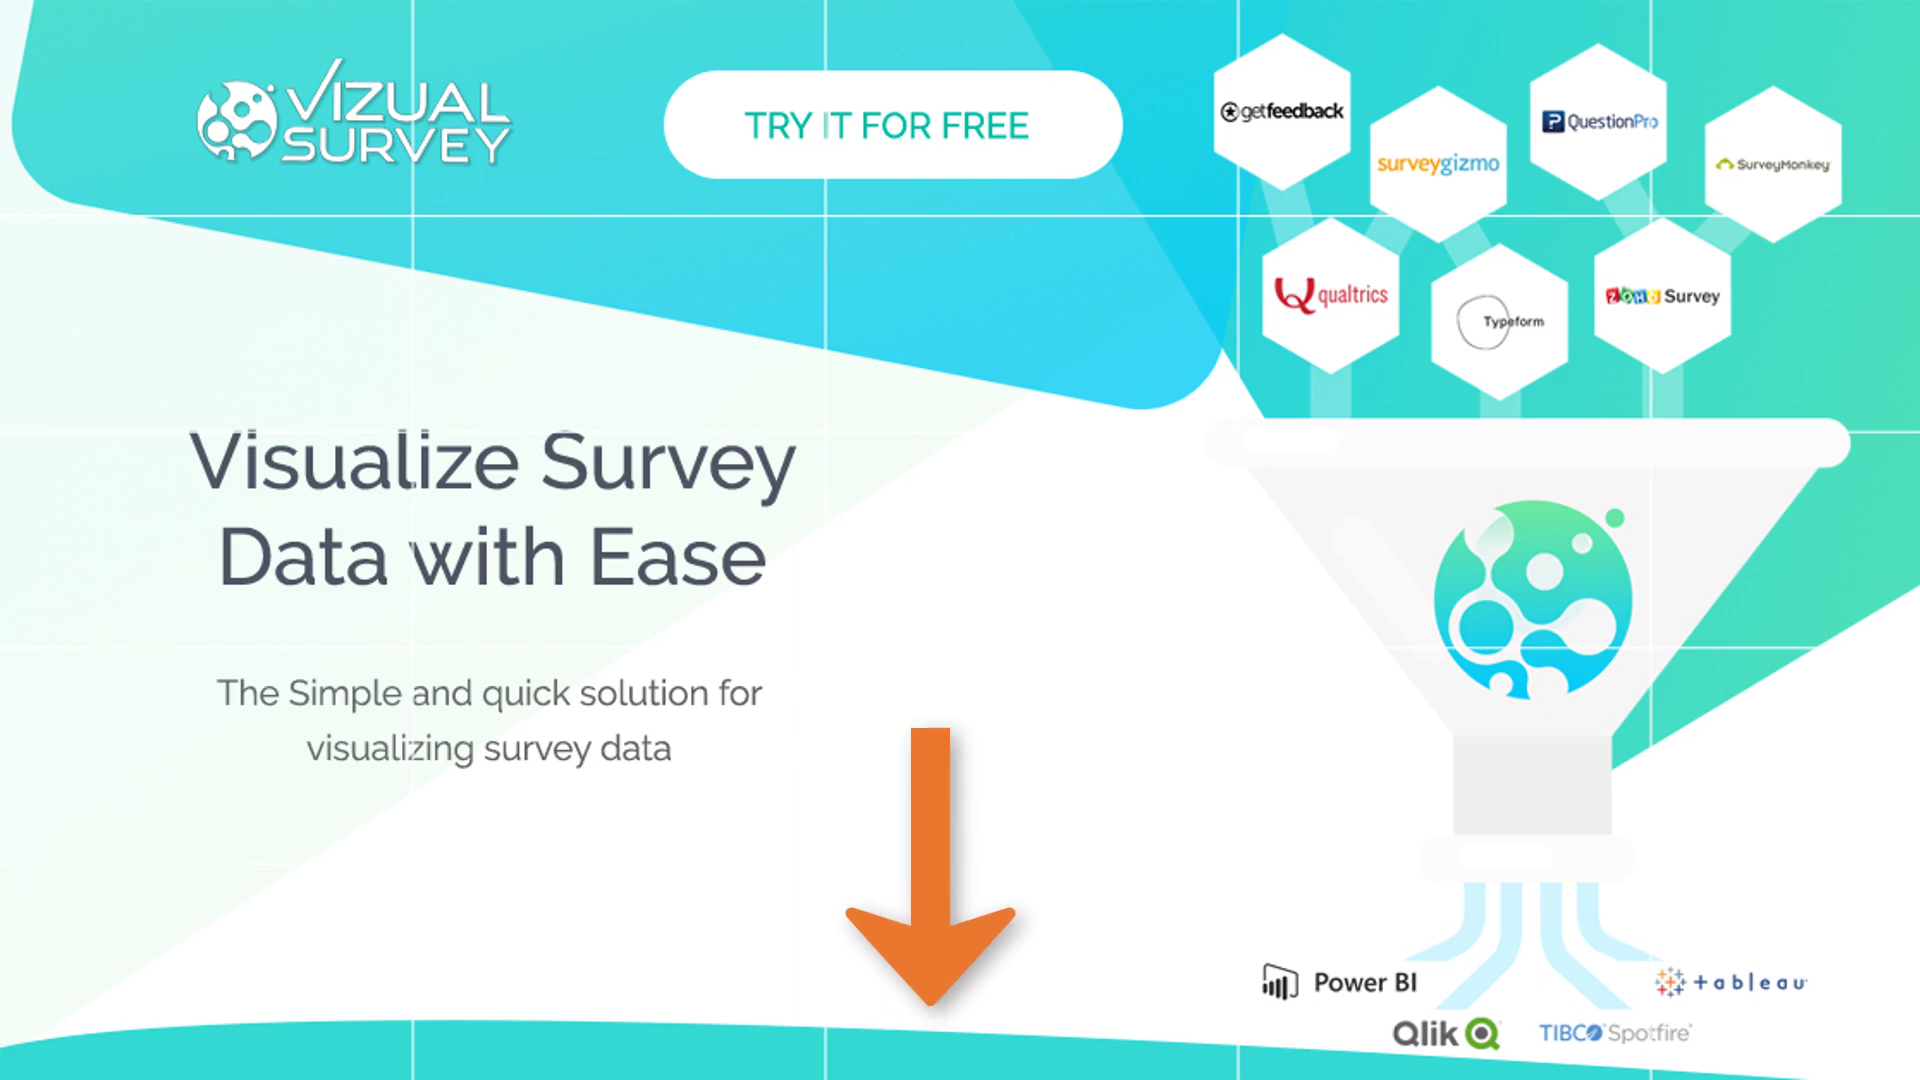 VIZUAL
SURVEY
TRY IT FOR FREE
getfeedback
surveygizmo
QuestionPro
SurveyMonkey
qualtrics
Typeform
ZOHO Survey
Visualize Survey
Data with Ease
The Simple and quick solution for
visualizing survey data
Power BI
+ableau
Qlik
TIBCO Spotfire